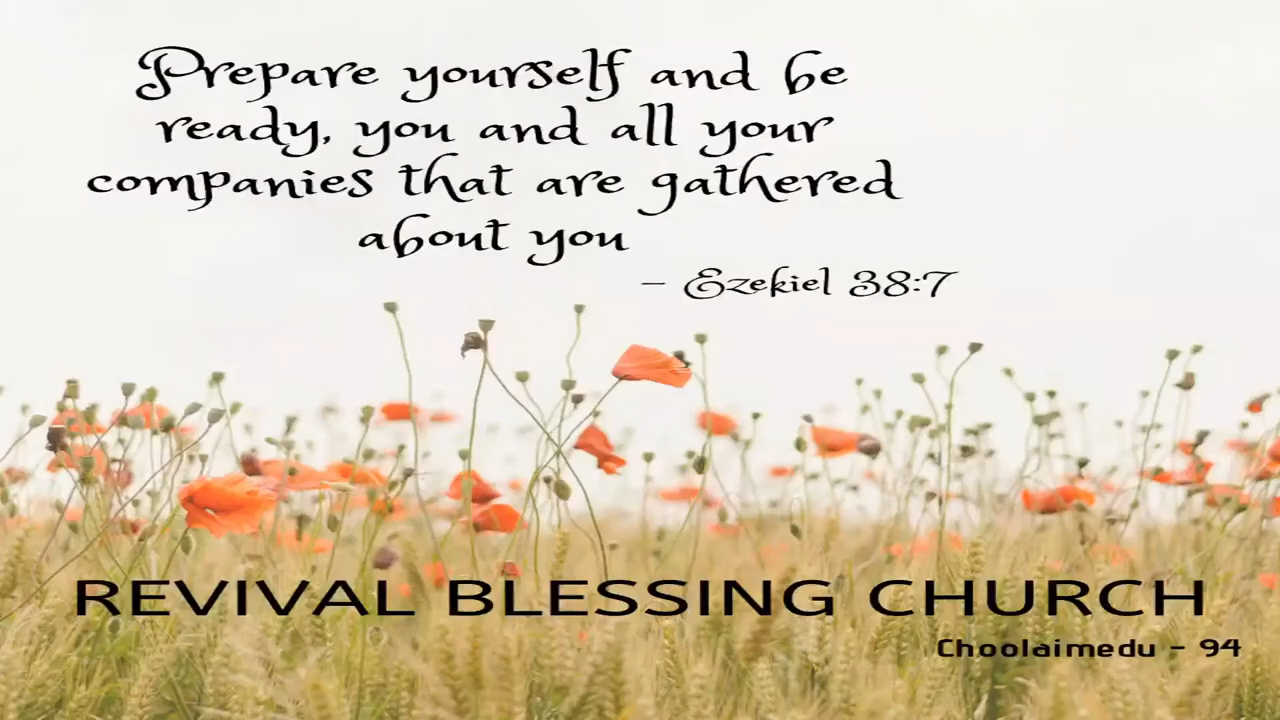 Prepare yourself and be
ready, you and all your
companies that are gathered
about you
– Ezekiel 38:7
REVIVAL BLESSING CHURCH
Choolaimedu - 94